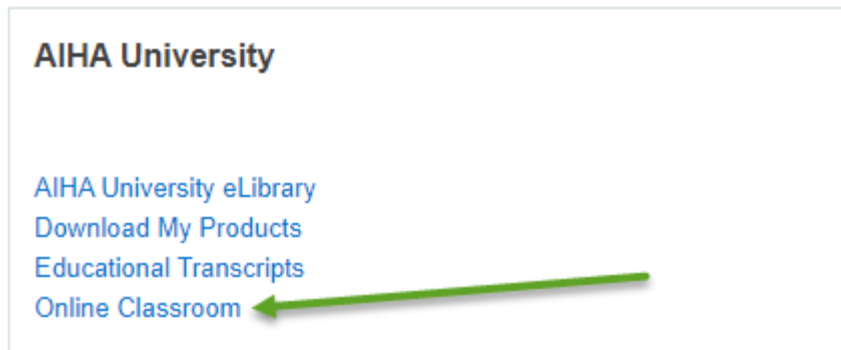 AIHA University
AIHA University eLibrary
Download My Products
Educational Transcripts
Online Classroom